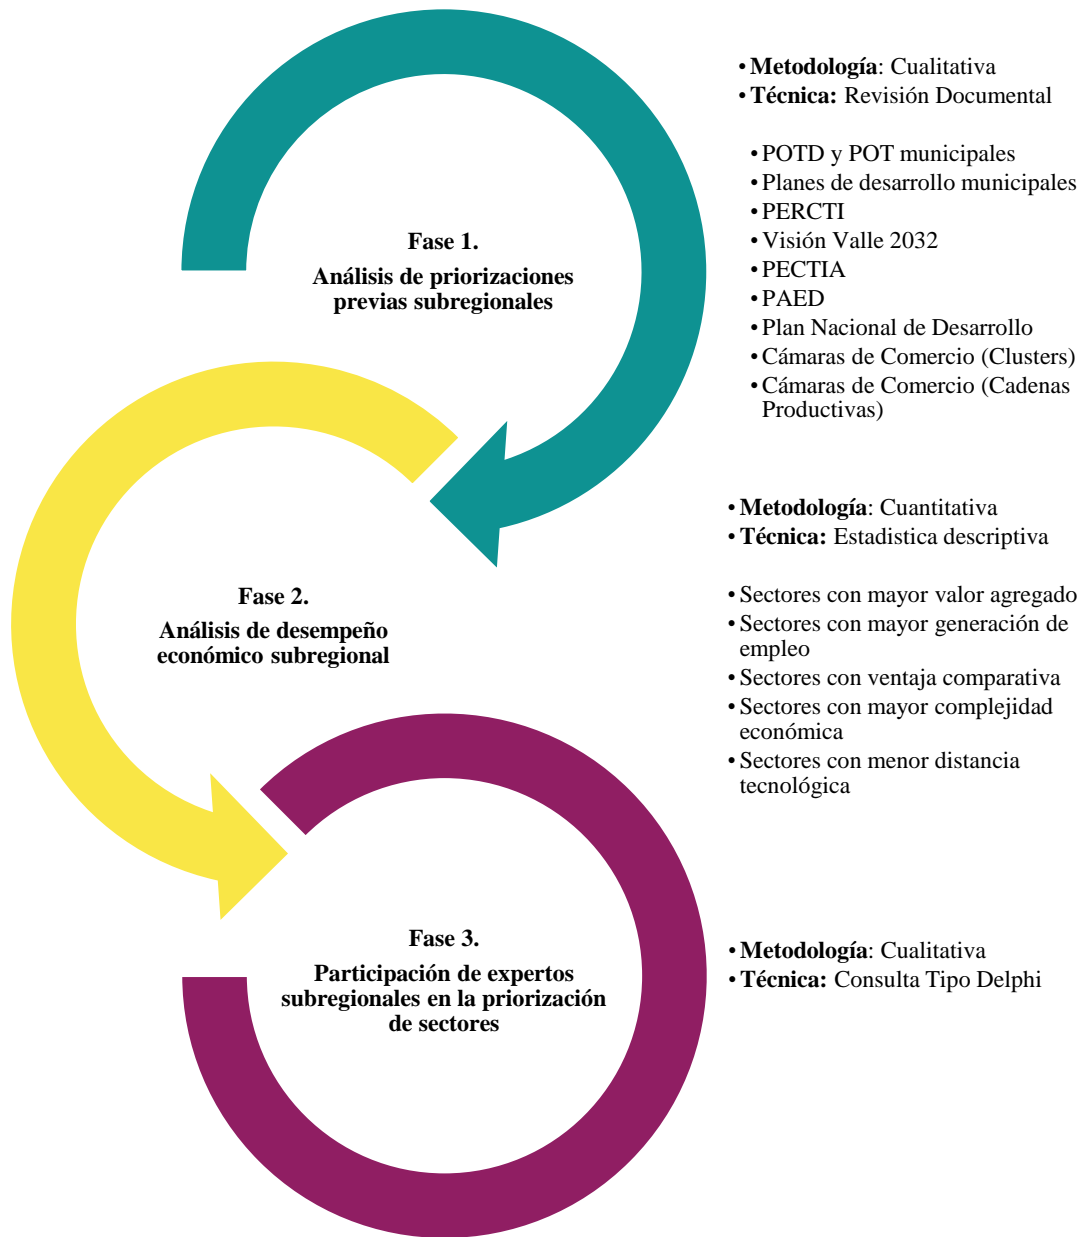 • Metodología: Cualitativa
• Técnica: Revisión Documental
• POTD y POT municipales
• Planes de desarrollo municipales
• PERCTI
• Visión Valle 2032
• PECTIA
• PAED
• Plan Nacional de Desarrollo
• Cámaras de Comercio (Clusters)
• Cámaras de Comercio (Cadenas
Productivas)
Fase 1.
Análisis de priorizaciones
previas subregionales
• Metodología: Cuantitativa
• Técnica: Estadistica descriptiva
• Sectores con mayor valor agregado
• Sectores con mayor generación de
empleo
• Sectores con ventaja comparativa
• Sectores con mayor complejidad
económica
• Sectores con menor distancia
tecnológica
Fase 2.
Análisis de desempeño
económico subregional
• Metodología: Cualitativa
• Técnica: Consulta Tipo Delphi
Fase 3.
Participación de expertos
subregionales en la priorización
de sectores